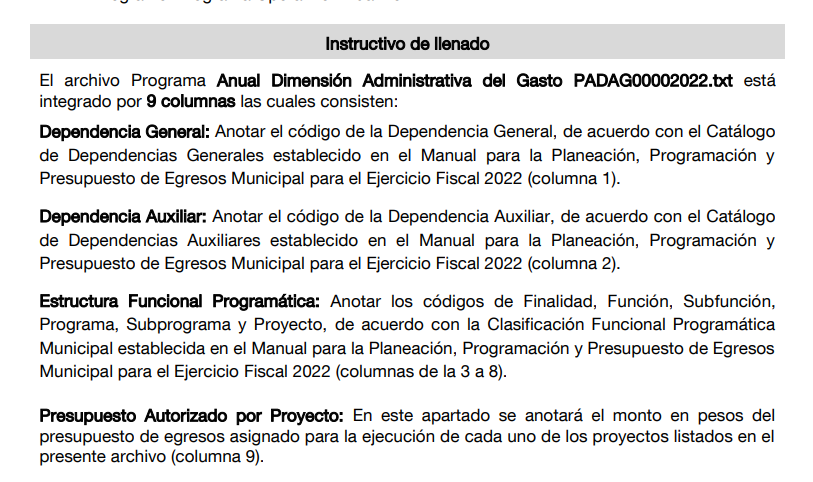 Instructivo de llenado
El archivo Programa Anual Dimensión Administrativa del Gasto PADAG00002022.txt está
integrado por 9 columnas las cuales consisten:
Dependencia General: Anotar el código de la Dependencia General, de acuerdo con el Catálogo
de Dependencias Generales establecido en el Manual para la Planeación, Programación y
Presupuesto de Egresos Municipal para el Ejercicio Fiscal 2022 (columna 1).
Dependencia Auxiliar: Anotar el código de la Dependencia Auxiliar, de acuerdo con el Catálogo
de Dependencias Auxiliares establecido en el Manual para la Planeación, Programación y
Presupuesto de Egresos Municipal para el Ejercicio Fiscal 2022 (columna 2).
Estructura Funcional Programática: Anotar los códigos de Finalidad, Función, Subfunción,
Programa, Subprograma y Proyecto, de acuerdo con la Clasificación Funcional Programática
Municipal establecida en el Manual para la Planeación, Programación y Presupuesto de Egresos
Municipal para el Ejercicio Fiscal 2022 (columnas de la 3 a 8).
Presupuesto Autorizado por Proyecto: En este apartado se anotará el monto en pesos del
presupuesto de egresos asignado para la ejecución de cada uno de los proyectos listados en el
presente archivo (columna 9).